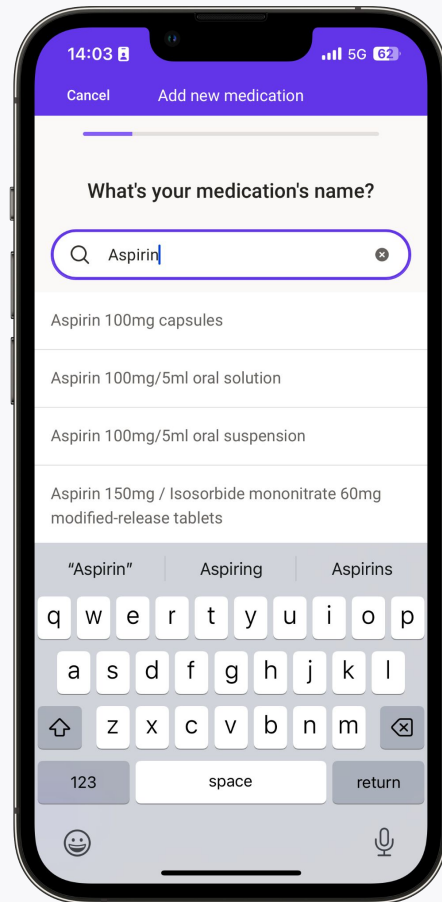 14:03 5G 62
Cancel Add new medication
What's your medication's name?
Aspirin
Aspirin 100mg capsules
Aspirin 100mg/5ml oral solution
Aspirin 100mg/5ml oral suspension
Aspirin 150mg / Isosorbide mononitrate 60mg
modified-release tablets
“Aspirin” Aspiring Aspirins
q w e r t y u i o p
a s d f g h j k l
z x c v b n m
123 space return